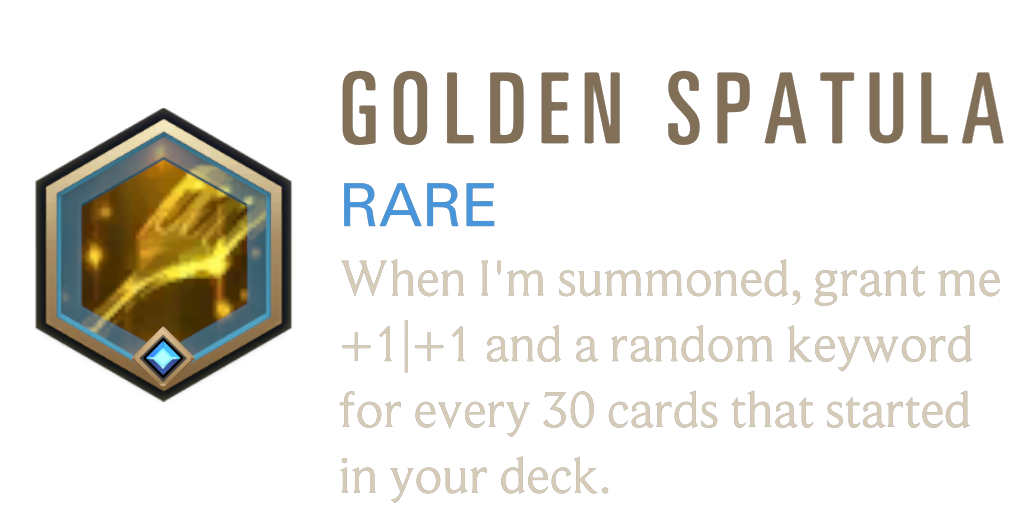 GOLDEN SPATULA
RARE
When I'm summoned, grant me
+1|+1 and a random keyword
for every 30 cards that started
in your deck.